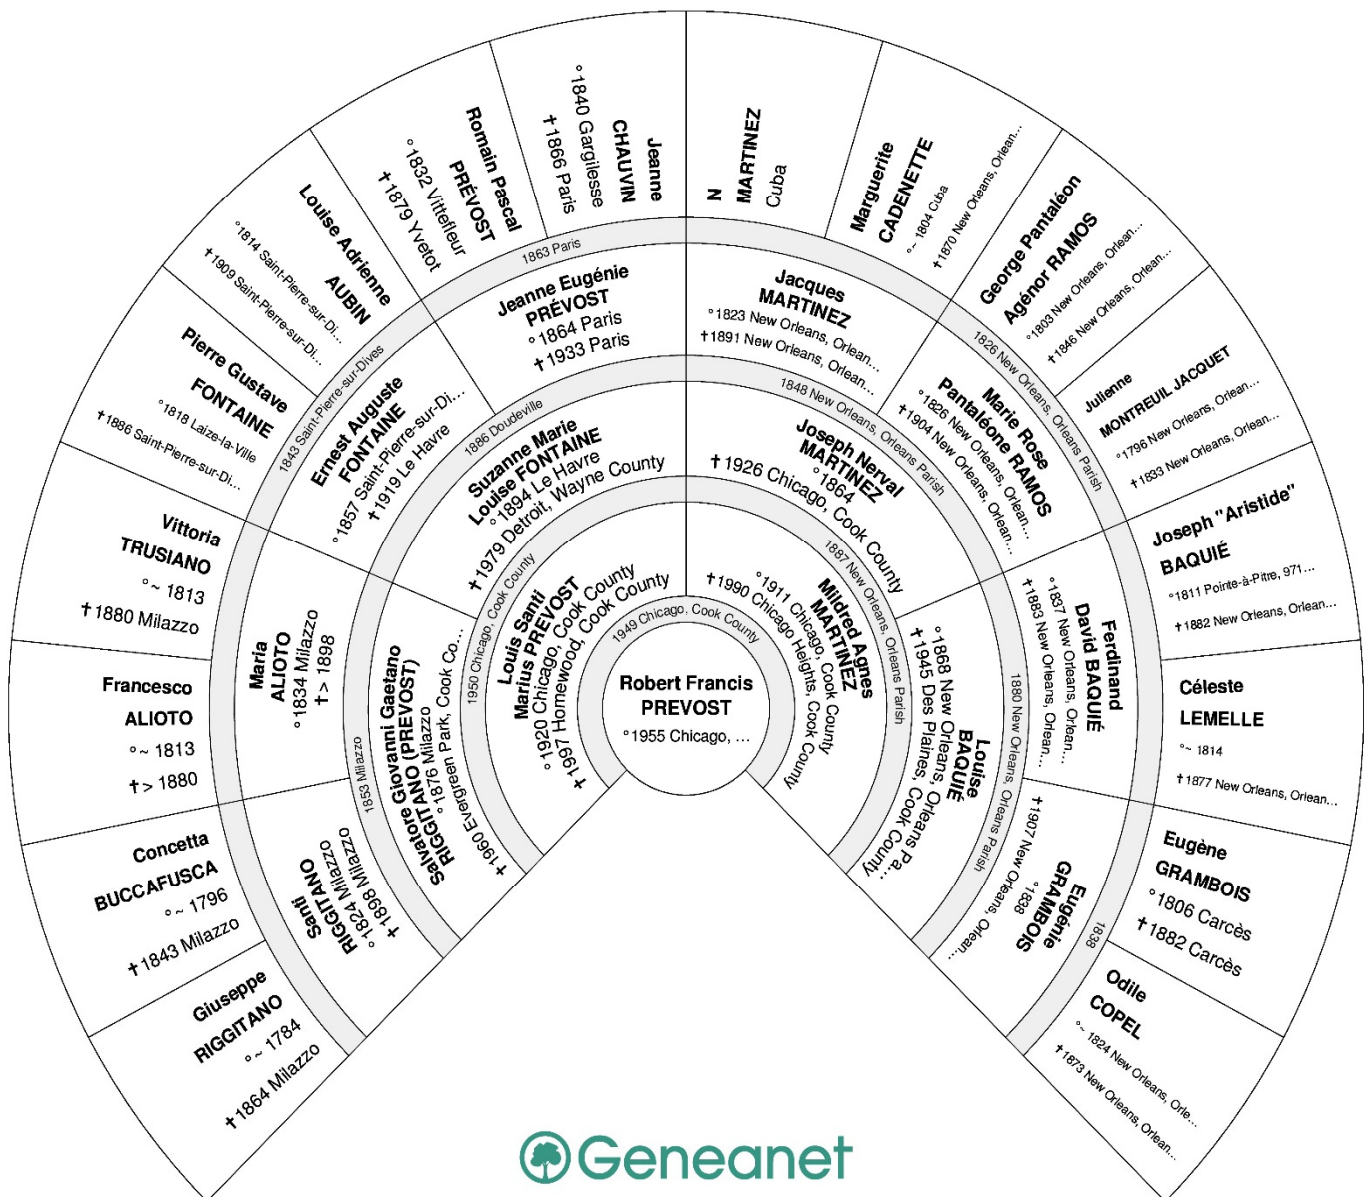 Giuseppe
RIGGITANO
°~ 1784
✝1864 Milazzo
Concetta
BUCCAFUSCA
°~ 1796
✝1843 Milazzo
Francesco
ALIOTO
°~ 1813
✝> 1880
Vittoria
TRUSIANO
°~ 1813
✝1880 Milazzo
Pierre Gustave
FONTAINE
°1818 Laize-la-Ville
✝1886 Saint-Pierre-sur-Di...
Louise Adrienne
AUBIN
°1814 Saint-Pierre-sur-Di...
✝1909 Saint-Pierre-sur-Di...
Romain Pascal
PRÉVOST
°1832 Vittefleur
✝1879 Yvetot
Jeanne
CHAUVIN
°1840 Gargilesse
✝1866 Paris
N
MARTINEZ
Cuba
Marguerite
CADENETTE
°~ 1804 Cuba
✝1870 New Orleans, Orlean...
George Pantaléon
Agénor RAMOS
°1803 New Orleans, Orlean...
✝1846 New Orleans, Orlean...
Julienne
MONTREUIL JACQUET
°1796 New Orleans, Orlean...
✝1833 New Orleans, Orlean...
Joseph "Aristide"
BAQUIÉ
°1811 Pointe-à-Pitre, 971...
✝1882 New Orleans, Orlean...
Céleste
LEMELLE
°~ 1814
✝1877 New Orleans, Orlean...
Eugène
GRAMBOIS
°1806 Carcès
✝1882 Carcès
Odile
COPEL
°~ 1824 New Orleans, Orle...
✝1873 New Orleans, Orlean...
1843 Saint-Pierre-sur-Dives
1863 Paris
1826 New Orleans, Orleans Parish
1838
Santi
RIGGITANO
°1824 Milazzo
✝1898 Milazzo
Maria
ALIOTO
°1834 Milazzo
✝> 1898
Ernest Auguste
FONTAINE
°1857 Saint-Pierre-sur-Di...
✝1919 Le Havre
Jeanne Eugénie
PRÉVOST
°1864 Paris
✝1933 Paris
Jacques
MARTINEZ
°1823 New Orleans, Orlean...
✝1891 New Orleans, Orlean...
Marie Rose
Pantaléone RAMOS
°1826 New Orleans, Orlean...
✝1904 New Orleans, Orlean...
Ferdinand
David BAQUIÉ
°1837 New Orleans, Orlean...
✝1883 New Orleans, Orlean...
Eugénie
GRAMBOIS
°1838
✝1907 New Orleans, Orlean...
1853 Milazzo
1886 Doudeville
1848 New Orleans, Orleans Parish
1880 New Orleans, Orleans Parish
Salvatore Giovanni Gaetano
RIGGITANO (PREVOST)
°1876 Milazzo
✝1960 Evergreen Park, Cook Co...
Suzanne Marie
Louise FONTAINE
°1894 Le Havre
✝1979 Detroit, Wayne County
Joseph Nerval
MARTINEZ
°1864
✝1926 Chicago, Cook County
Louise
BAQUIÉ
°1868 New Orleans, Orleans Pa...
✝1945 Des Plaines, Cook County
1950 Chicago, Cook County
1887 New Orleans, Orleans Parish
Louis Santi
Marius PREVOST
°1920 Chicago, Cook County
✝1997 Homewood, Cook County
Mildred Agnes
MARTINEZ
°1911 Chicago, Cook County
✝1990 Chicago Heights, Cook County
1949 Chicago, Cook County
Robert Francis
PREVOST
°1955 Chicago, ...
Geneanet